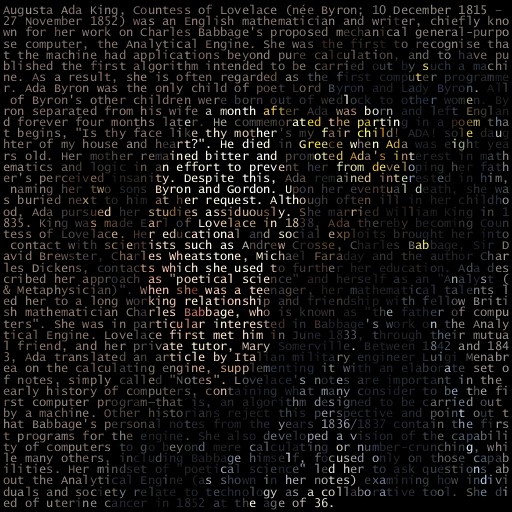 Augusta Ada King, Countess of Lovelace (née Byron; 10 December 1815 –
27 November 1852) was an English mathematician and writer, chiefly kno
wn for her work on Charles Babbage's proposed mechanical general-purpo
se computer, the Analytical Engine. She was the first to recognise tha
t the machine had applications beyond pure calculation, and to have pu
blished the first algorithm intended to be carried out by such a machi
ne. As a result, she is often regarded as the first computer programme
r. Ada Byron was the only child of poet Lord Byron and Lady Byron. All
of Byron's other children were born out of wedlock to other women. By
ron separated from his wife a month after Ada was born and left Englan
d forever four months later. He commemorated the parting in a poem tha
t begins, "Is thy face like thy mother's my fair child! ADA! sole daug
hter of my house and heart?". He died in Greece when Ada was eight yea
rs old. Her mother remained bitter and promoted Ada's interest in math
ematics and logic in an effort to prevent her from developing her fath
er's perceived insanity. Despite this, Ada remained interested in him,
naming her two sons Byron and Gordon. Upon her eventual death, she wa
s buried next to him at her request. Although often ill in her childho
od, Ada pursued her studies assiduously. She married William King in 1
835. King was made Earl of Lovelace in 1838, Ada thereby becoming Coun
tess of Lovelace. Her educational and social exploits brought her into
contact with scientists such as Andrew Crosse, Charles Babbage, Sir D
avid Brewster, Charles Wheatstone, Michael Faraday and the author Char
les Dickens, contacts which she used to further her education. Ada des
cribed her approach as "poetical science" and herself as an "Analyst (
& Metaphysician)". When she was a teenager, her mathematical talents l
ed her to a long working relationship and friendship with fellow Briti
sh mathematician Charles Babbage, who is known as "the father of compu
ters". She was in particular interested in Babbage's work on the Analy
tical Engine. Lovelace first met him in June 1833, through their mutua
l friend, and her private tutor, Mary Somerville. Between 1842 and 184
3, Ada translated an article by Italian military engineer Luigi Menabr
ea on the calculating engine, supplementing it with an elaborate set o
f notes, simply called "Notes". Lovelace's notes are important in the
early history of computers, containing what many consider to be the fi
rst computer program—that is, an algorithm designed to be carried out
by a machine. Other historians reject this perspective and point out t
hat Babbage's personal notes from the years 1836/1837 contain the firs
t programs for the engine. She also developed a vision of the capabili
ty of computers to go beyond mere calculating or number-crunching, whi
le many others, including Babbage himself, focused only on those capab
ilities. Her mindset of "poetical science" led her to ask questions ab
out the Analytical Engine (as shown in her notes) examining how indivi
duals and society relate to technology as a collaborative tool. She di
ed of uterine cancer in 1852 at the age of 36.